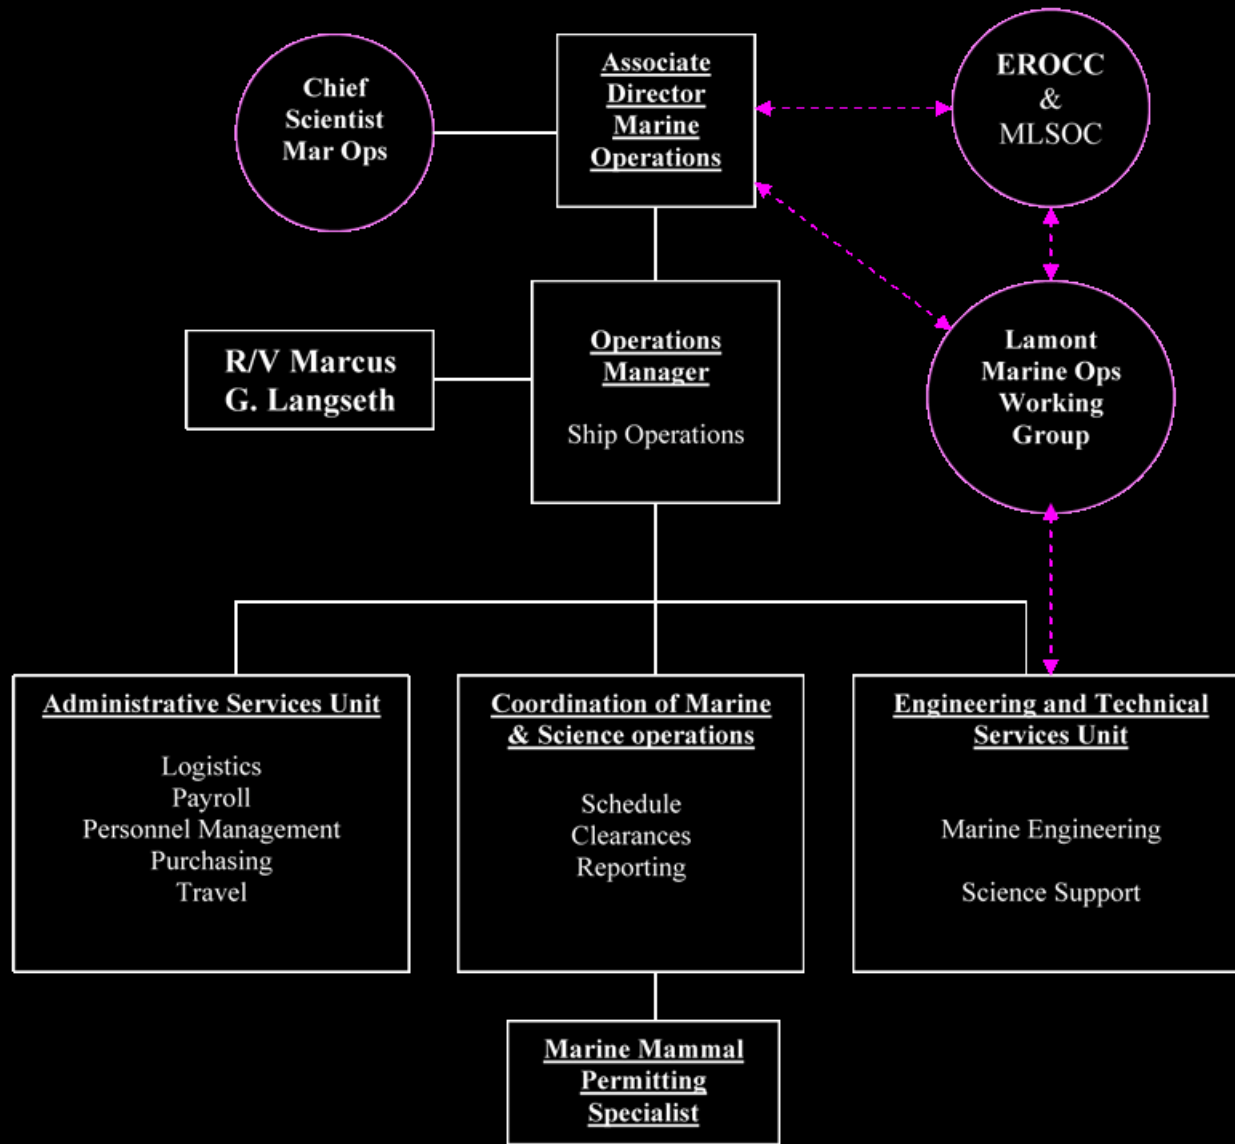 Chief
Scientist
Mar Ops
Associate
Director
Marine
Operations
EROCC
&
MLSOC
R/V Marcus
G. Langseth
Operations
Manager
Ship Operations
Lamont
Marine Ops
Working
Group
Administrative Services Unit
Logistics
Payroll
Personnel Management
Purchasing
Travel
Coordination of Marine
& Science operations
Schedule
Clearances
Reporting
Engineering and Technical
Services Unit
Marine Engineering
Science Support
Marine Mammal
Permitting
Specialist